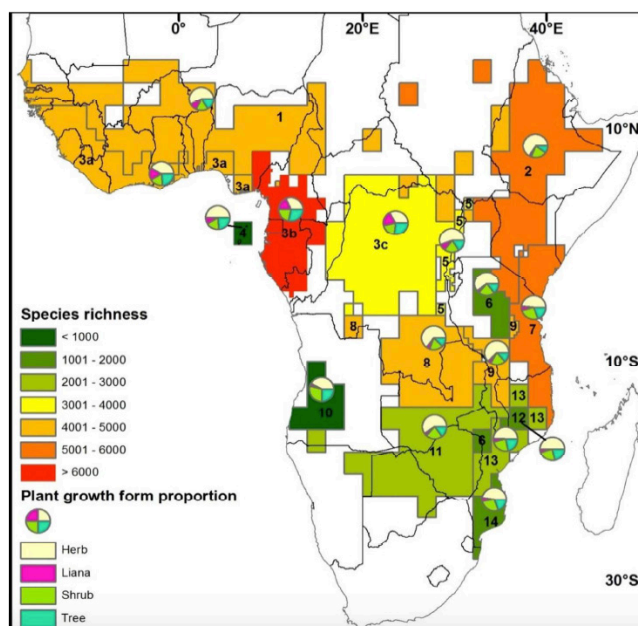 0° 20°E 40°E
10°N
1
3a
3a
2
3a
5
3b
3c
5
4
5
5
6
8
9
7
8
10°S
9
13
10
12 13
6
11
13
14
30°S
Species richness
< 1000
1001 - 2000
2001 - 3000
3001 - 4000
4001 - 5000
5001 - 6000
> 6000
Plant growth form proportion
Herb
Liana
Shrub
Tree